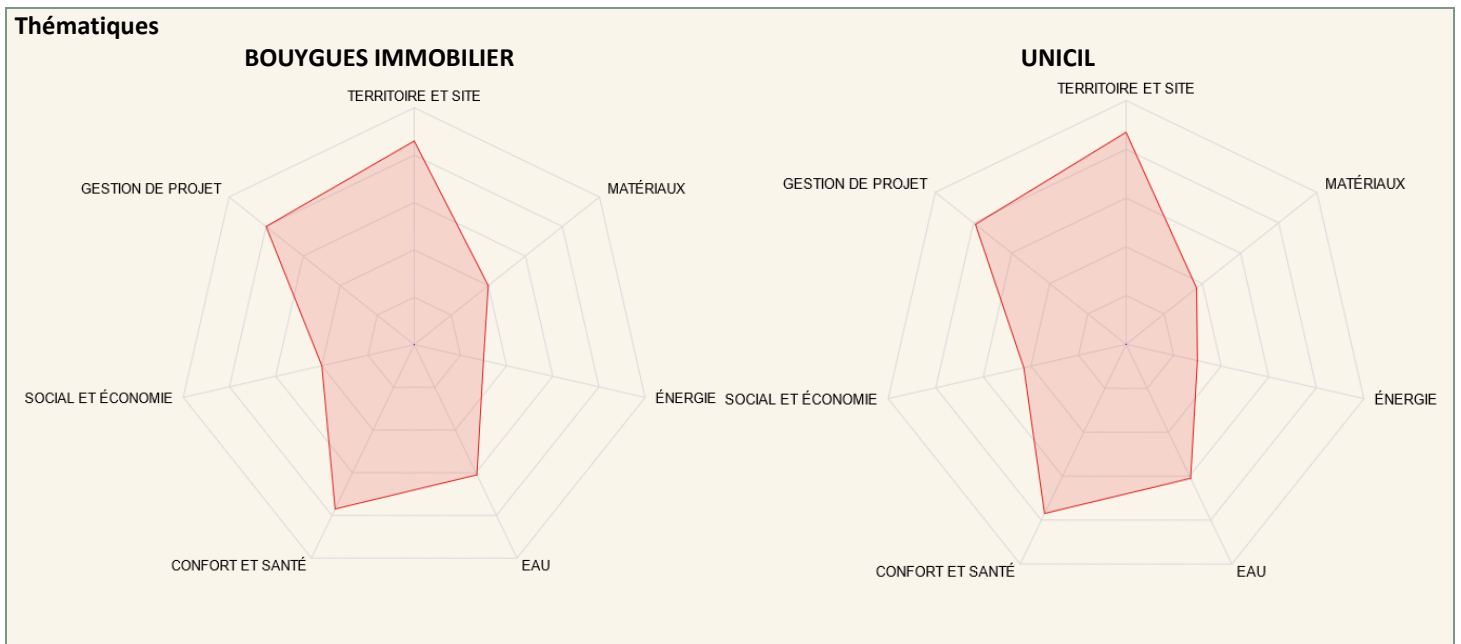 Thématiques
BOUYGUES IMMOBILIER
TERRITOIRE ET SITE
GESTION DE PROJET
MATÉRIAUX
SOCIAL ET ÉCONOMIE
ÉNERGIE
CONFORT ET SANTÉ
EAU
UNICIL
TERRITOIRE ET SITE
GESTION DE PROJET
MATÉRIAUX
SOCIAL ET ÉCONOMIE
ÉNERGIE
CONFORT ET SANTÉ
EAU